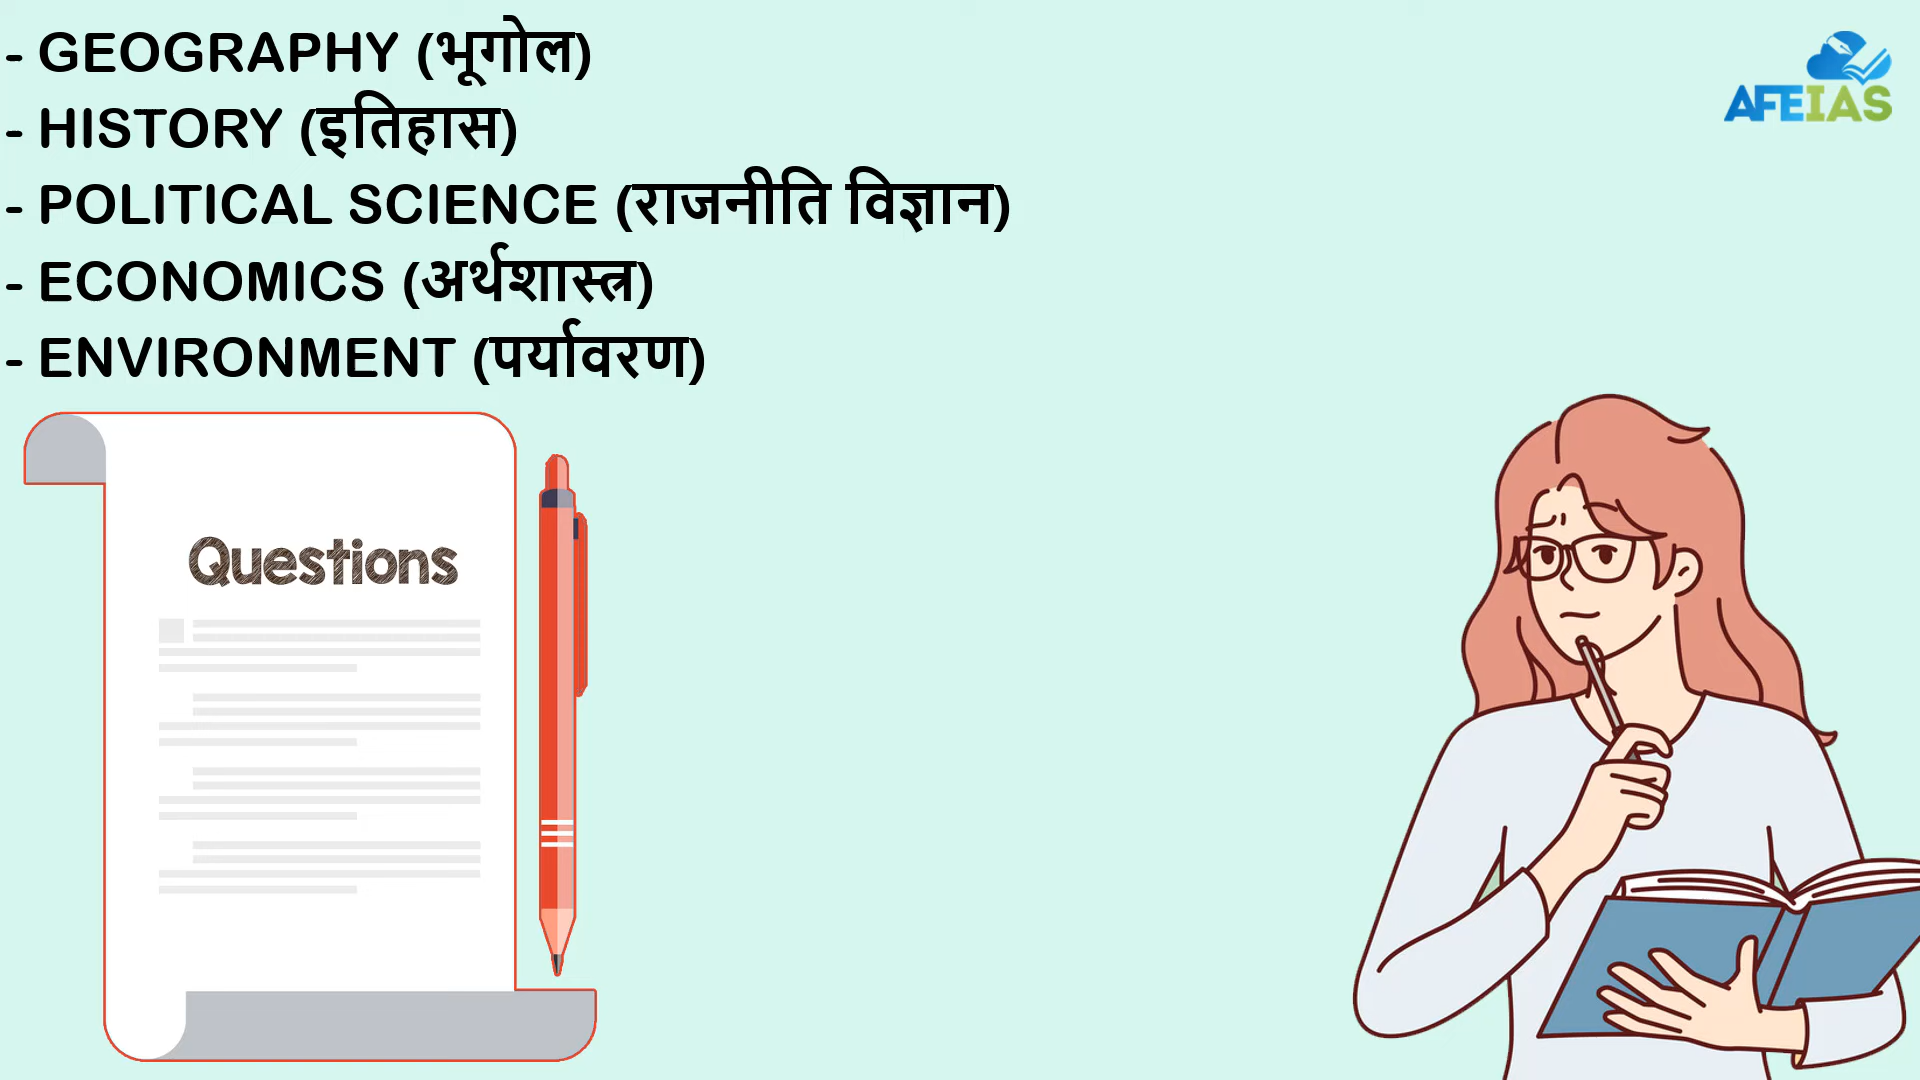 - GEOGRAPHY (भूगोल)
- HISTORY (इतिहास)
- POLITICAL SCIENCE (राजनीति विज्ञान)
- ECONOMICS (अर्थशास्त्र)
- ENVIRONMENT (पर्यावरण)
AFEIAS
Questions